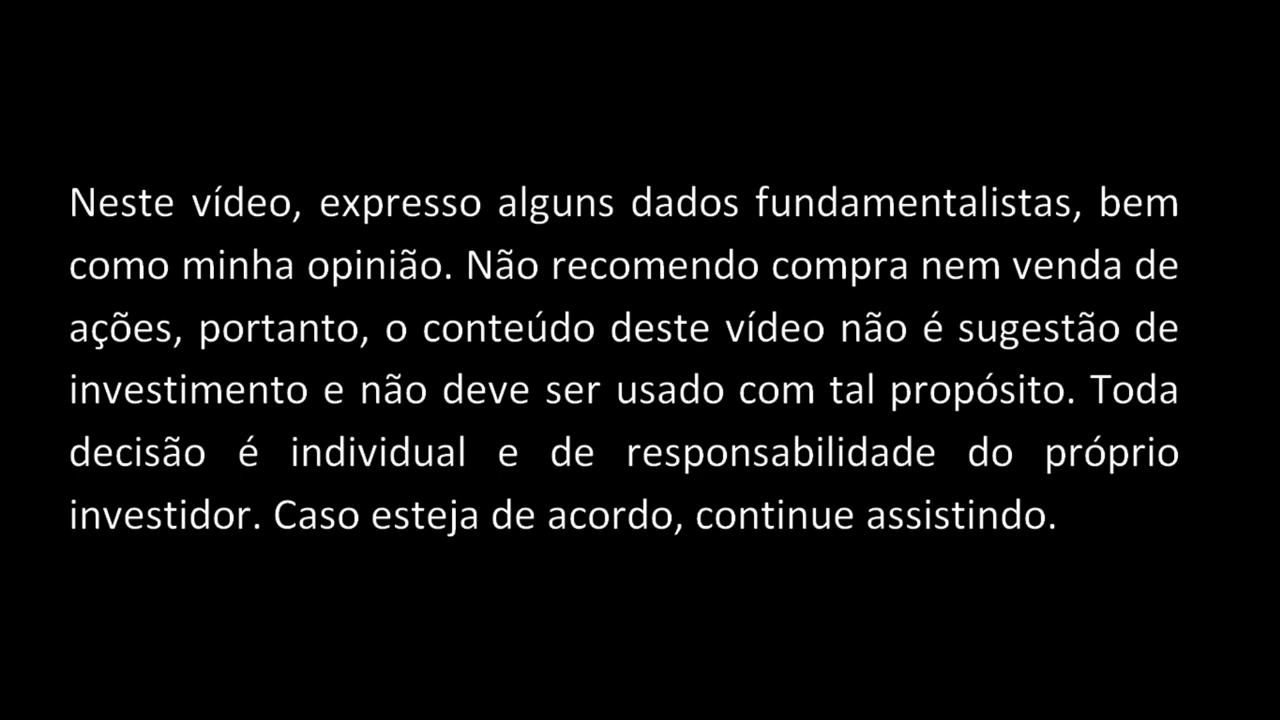 Neste vídeo, expresso alguns dados fundamentalistas, bem
como minha opinião. Não recomendo compra nem venda de
ações, portanto, o conteúdo deste vídeo não é sugestão de
investimento e não deve ser usado com tal propósito. Toda
decisão é individual e de responsabilidade do próprio
investidor. Caso esteja de acordo, continue assistindo.